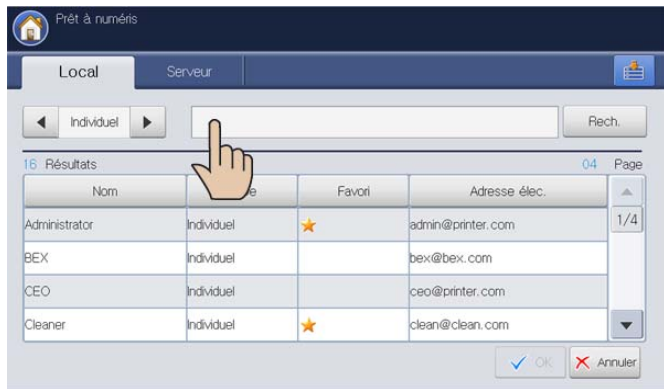 Prêt à numéris
Local Serveur
Individuel Rech.
16 Résultats 04 Page
Nom Favori Adresse élec.
Administrator Individuel admin@printer.com 1/4
BEX Individuel bex@bex.com
CEO Individuel ceo@printer.com
Cleaner Individuel clean@clean.com
OK Annuler